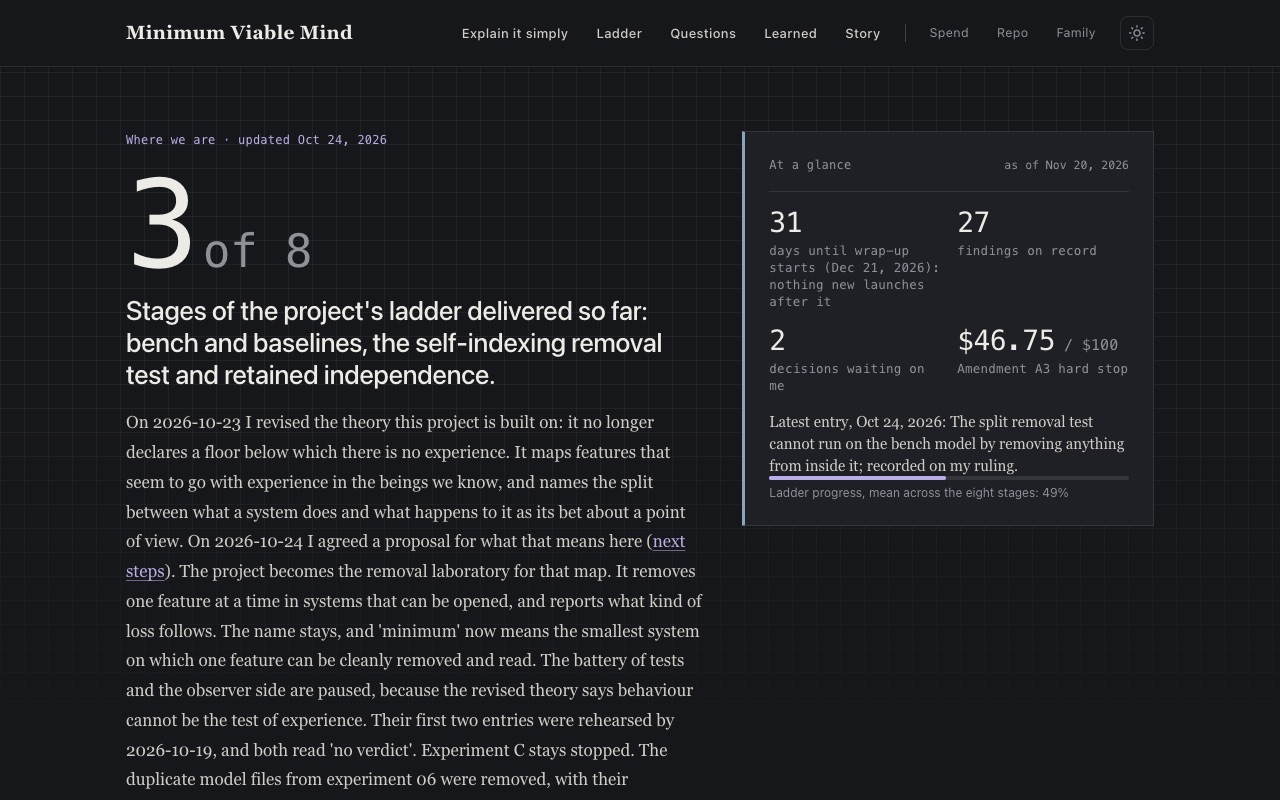 Minimum Viable Mind
Explain it simply
Ladder
Questions
Learned
Story
Spend
Repo
Family
Where we are · updated Oct 24, 2026
3 of 8
Stages of the project's ladder delivered so far:
bench and baselines, the self-indexing removal
test and retained independence.
On 2026-10-23 I revised the theory this project is built on: it no longer
declares a floor below which there is no experience. It maps features that
seem to go with experience in the beings we know, and names the split
between what a system does and what happens to it as its bet about a point
of view. On 2026-10-24 I agreed a proposal for what that means here (next
steps). The project becomes the removal laboratory for that map. It removes
one feature at a time in systems that can be opened, and reports what kind of
loss follows. The name stays, and 'minimum' now means the smallest system
on which one feature can be cleanly removed and read. The battery of tests
and the observer side are paused, because the revised theory says behaviour
cannot be the test of experience. Their first two entries were rehearsed by
2026-10-19, and both read 'no verdict'. Experiment C stays stopped. The
duplicate model files from experiment 06 were removed, with their
At a glance
as of Nov 20, 2026
31
days until wrap-up
starts (Dec 21, 2026):
nothing new launches
after it
27
findings on record
2
decisions waiting on
me
$46.75 / $100
Amendment A3 hard stop
Latest entry, Oct 24, 2026: The split removal test
cannot run on the bench model by removing anything
from inside it; recorded on my ruling.
Ladder progress, mean across the eight stages: 49%